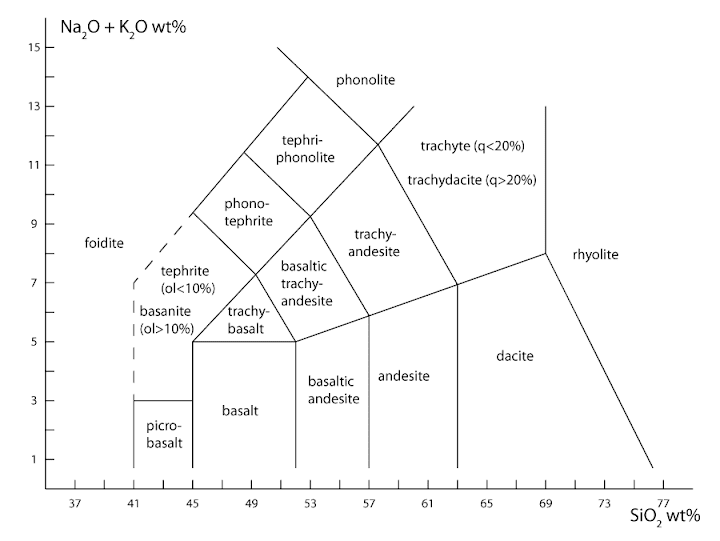 Na2O + K2O wt%
15
phonolite
13
tephri-
phonolite
trachyte (q<20%)
trachydacite (q>20%)
11
phono-
tephrite
9
foidite
trachy-
andesite
rhyolite
tephrite
(ol<10%)
basaltic
trachy-
andesite
7
basanite
(ol>10%)
trachy-
basalt
5
dacite
basaltic
andesite
andesite
3
basalt
picro-
basalt
1
37 41 45 49 53 57 61 65 69 73 77
SiO2 wt%